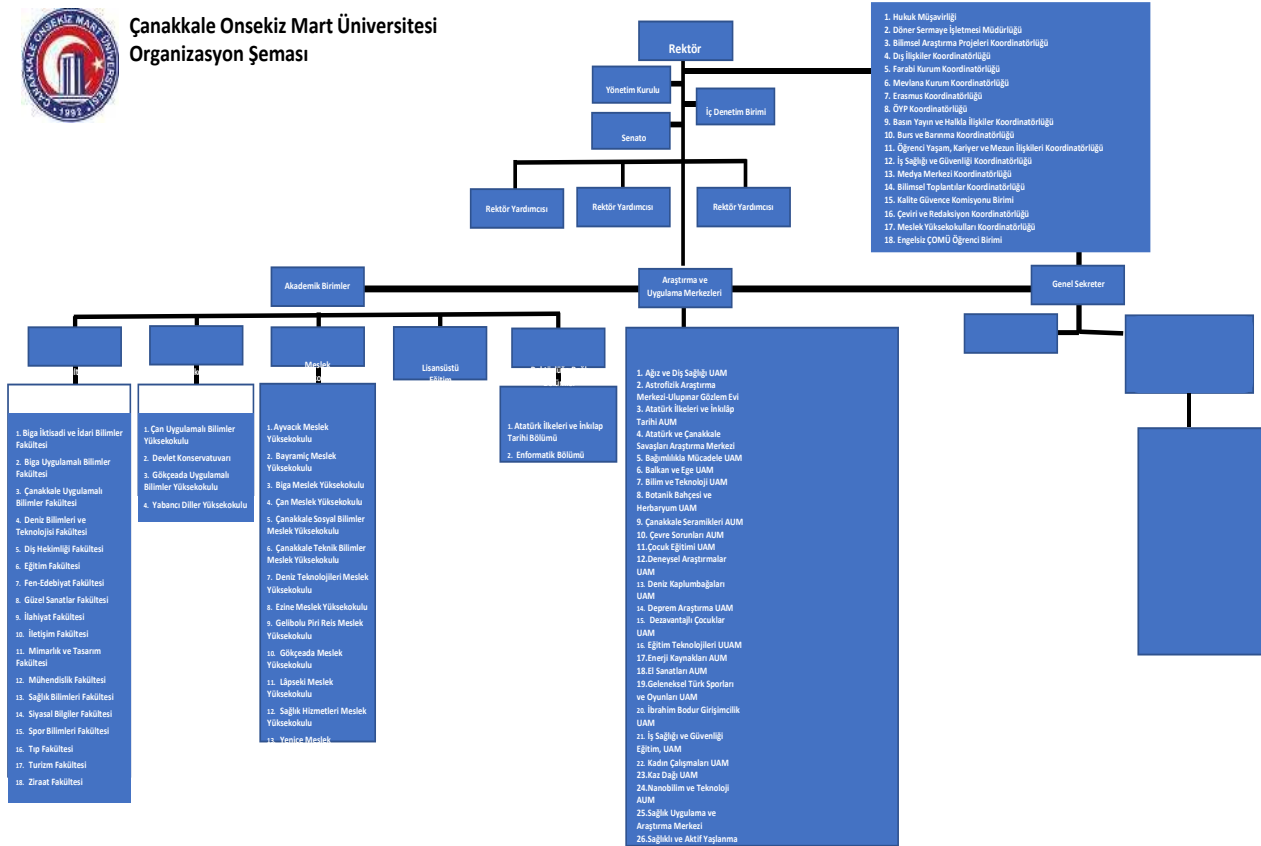 ÇANAKKALE ONSEKİZ MART ÜNİVERSİTESİ
1992
Çanakkale Onsekiz Mart Üniversitesi
Organizasyon Şeması
Rektör
Yönetim Kurulu
İç Denetim Birimi
Senato
Rektör Yardımcısı
Rektör Yardımcısı
Rektör Yardımcısı
1. Hukuk Müşavirliği
2. Döner Sermaye İşletmesi Müdürlüğü
3. Bilimsel Araştırma Projeleri Koordinatörlüğü
4. Dış İlişkiler Koordinatörlüğü
5. Farabi Kurum Koordinatörlüğü
6. Mevlana Kurum Koordinatörlüğü
7. Erasmus Koordinatörlüğü
8. ÖYP Koordinatörlüğü
9. Basın Yayın ve Halkla İlişkiler Koordinatörlüğü
10. Burs ve Barınma Koordinatörlüğü
11. Öğrenci Yaşam, Kariyer ve Mezun İlişkileri Koordinatörlüğü
12. İş Sağlığı ve Güvenliği Koordinatörlüğü
13. Medya Merkezi Koordinatörlüğü
14. Bilimsel Toplantılar Koordinatörlüğü
15. Kalite Güvence Komisyonu Birimi
16. Çeviri ve Redaksiyon Koordinatörlüğü
17. Meslek Yüksekokulları Koordinatörlüğü
18. Engelsiz ÇOMÜ Öğrenci Birimi
Akademik Birimler
Araştırma ve
Uygulama Merkezleri
Genel Sekreter
Meslek
Lisansüstü
Eğitim
1. Biga İktisadi ve İdari Bilimler
Fakültesi
2. Biga Uygulamalı Bilimler
Fakültesi
3. Çanakkale Uygulamalı
Bilimler Fakültesi
4. Deniz Bilimleri ve
Teknolojisi Fakültesi
5. Diş Hekimliği Fakültesi
6. Eğitim Fakültesi
7. Fen-Edebiyat Fakültesi
8. Güzel Sanatlar Fakültesi
9. İlahiyat Fakültesi
10. İletişim Fakültesi
11. Mimarlık ve Tasarım
Fakültesi
12. Mühendislik Fakültesi
13. Sağlık Bilimleri Fakültesi
14. Siyasal Bilgiler Fakültesi
15. Spor Bilimleri Fakültesi
16. Tıp Fakültesi
17. Turizm Fakültesi
18. Ziraat Fakültesi
1. Çan Uygulamalı Bilimler
Yüksekokulu
2. Devlet Konservatuvarı
3. Gökçeada Uygulamalı
Bilimler Yüksekokulu
4. Yabancı Diller Yüksekokulu
1. Ayvacık Meslek
Yüksekokulu
2. Bayramiç Meslek
Yüksekokulu
3. Biga Meslek Yüksekokulu
4. Çan Meslek Yüksekokulu
5. Çanakkale Sosyal Bilimler
Meslek Yüksekokulu
6. Çanakkale Teknik Bilimler
Meslek Yüksekokulu
7. Deniz Teknolojileri Meslek
Yüksekokulu
8. Ezine Meslek Yüksekokulu
9. Gelibolu Piri Reis Meslek
Yüksekokulu
10. Gökçeada Meslek
Yüksekokulu
11. Lâpseki Meslek
Yüksekokulu
12. Sağlık Hizmetleri Meslek
Yüksekokulu
13. Yenice Meslek
1. Atatürk İlkeleri ve İnkılap
Tarihi Bölümü
2. Enformatik Bölümü
1. Ağız ve Diş Sağlığı UAM
2. Astrofizik Araştırma
Merkezi-Ulupınar Gözlem Evi
3. Atatürk İlkeleri ve İnkılâp
Tarihi AUM
4. Atatürk ve Çanakkale
Savaşları Araştırma Merkezi
5. Bağımlılıkla Mücadele UAM
6. Balkan ve Ege UAM
7. Bilim ve Teknoloji UAM
8. Botanik Bahçesi ve
Herbaryum UAM
9. Çanakkale Seramikleri AUM
10. Çevre Sorunları AUM
11.Çocuk Eğitimi UAM
12.Deneysel Araştırmalar
UAM
13. Deniz Kaplumbağaları
UAM
14. Deprem Araştırma UAM
15. Dezavantajlı Çocuklar
UAM
16. Eğitim Teknolojileri UUAM
17.Enerji Kaynakları AUM
18.El Sanatları AUM
19.Geleneksel Türk Sporları
ve Oyunları UAM
20. İbrahim Bodur Girişimcilik
UAM
21. İş Sağlığı ve Güvenliği
Eğitim, UAM
22. Kadın Çalışmaları UAM
23.Kaz Dağı UAM
24.Nanobilim ve Teknoloji
AUM
25.Sağlık Uygulama ve
Araştırma Merkezi
26.Sağlıklı ve Aktif Yaşlanma